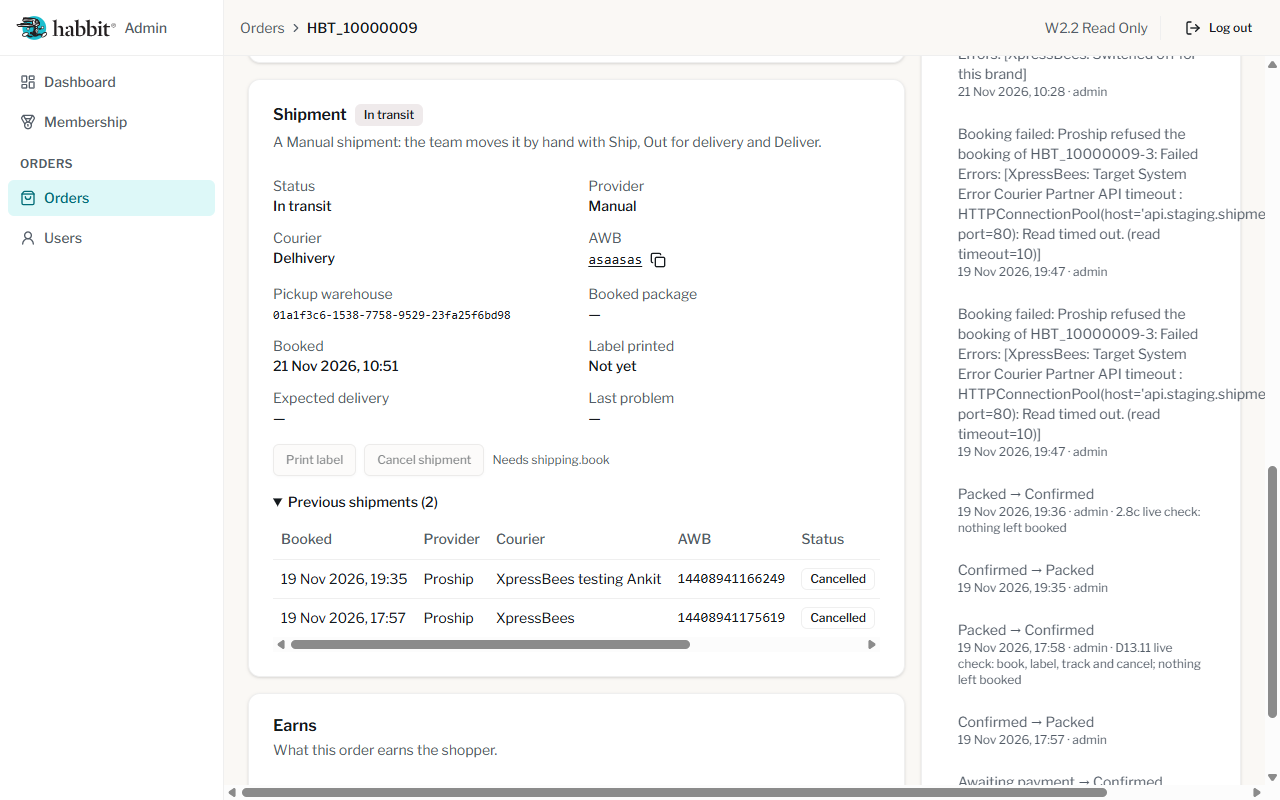 habbit® Admin
Orders > HBT_10000009
W2.2 Read Only
Log out
Dashboard
Membership
ORDERS
Orders
Users
Shipment In transit
A Manual shipment: the team moves it by hand with Ship, Out for delivery and Deliver.
Status
In transit
Provider
Manual
Courier
Delhivery
AWB
asaasas
Pickup warehouse
01a1f3c6-1538-7758-9529-23fa25f6bd98
Booked package
—
Booked
21 Nov 2026, 10:51
Label printed
Not yet
Expected delivery
—
Last problem
—
Print label
Cancel shipment
Needs shipping.book
▼ Previous shipments (2)
Booked Provider Courier AWB Status
19 Nov 2026, 19:35 Proship XpressBees testing Ankit 14408941166249 Cancelled
19 Nov 2026, 17:57 Proship XpressBees 14408941175619 Cancelled
Earns
What this order earns the shopper.
Errors: [XpressBees: Switched off for
this brand]
21 Nov 2026, 10:28 · admin
Booking failed: Proship refused the
booking of HBT_10000009-3: Failed
Errors: [XpressBees: Target System
Error Courier Partner API timeout :
HTTPConnectionPool(host='api.staging.shipme
port=80): Read timed out. (read
timeout=10)]
19 Nov 2026, 19:47 · admin
Booking failed: Proship refused the
booking of HBT_10000009-3: Failed
Errors: [XpressBees: Target System
Error Courier Partner API timeout :
HTTPConnectionPool(host='api.staging.shipme
port=80): Read timed out. (read
timeout=10)]
19 Nov 2026, 19:47 · admin
Packed → Confirmed
19 Nov 2026, 19:36 · admin · 2.8c live check:
nothing left booked
Confirmed → Packed
19 Nov 2026, 19:35 · admin
Packed → Confirmed
19 Nov 2026, 17:58 · admin · D13.11 live
check: book, label, track and cancel; nothing
left booked
Confirmed → Packed
19 Nov 2026, 17:57 · admin
Awaiting payment → Confirmed